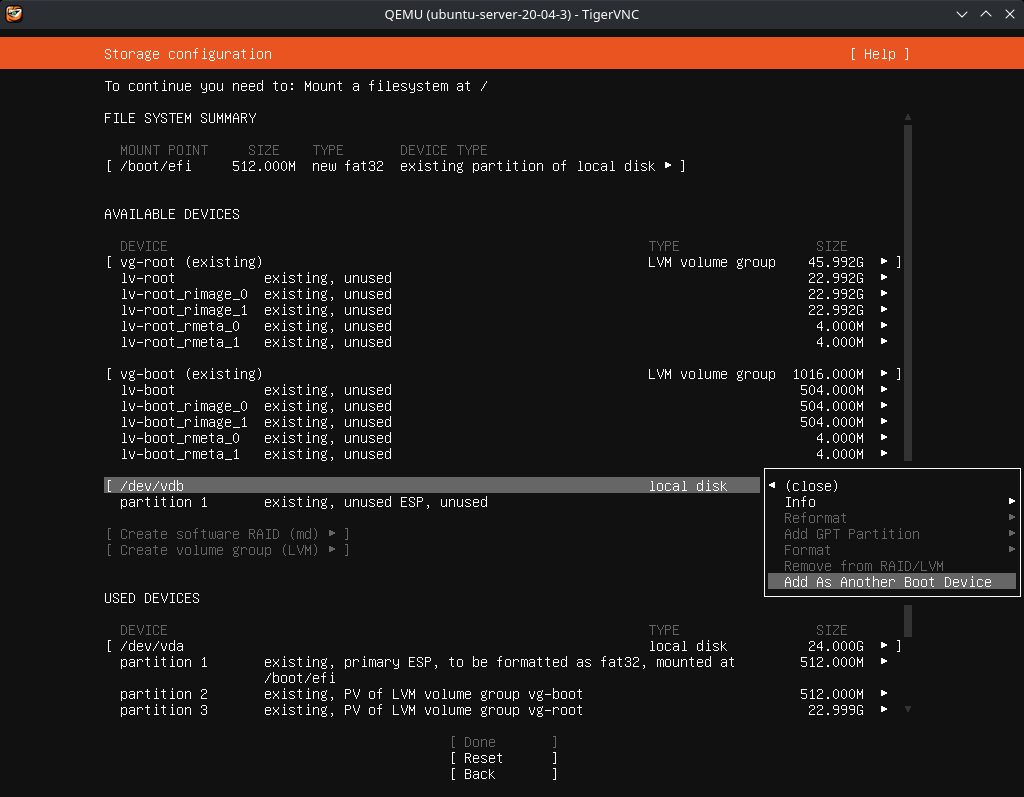 QEMU (ubuntu-server-20-04-3) - TigerVNC
Storage configuration [ Help ]
To continue you need to: Mount a filesystem at /
FILE SYSTEM SUMMARY
MOUNT POINT SIZE TYPE DEVICE TYPE
[ /boot/efi 512.000M new fat32 existing partition of local disk ▸ ]
AVAILABLE DEVICES
DEVICE TYPE SIZE
[ vg-root (existing) LVM volume group 45.992G ▸ ]
lv-root existing, unused 22.992G ▸
lv-root_rimage_0 existing, unused 22.992G ▸
lv-root_rimage_1 existing, unused 22.992G ▸
lv-root_rmeta_0 existing, unused 4.000M ▸
lv-root_rmeta_1 existing, unused 4.000M ▸
[ vg-boot (existing) LVM volume group 1016.000M ▸ ]
lv-boot existing, unused 504.000M ▸
lv-boot_rimage_0 existing, unused 504.000M ▸
lv-boot_rimage_1 existing, unused 504.000M ▸
lv-boot_rmeta_0 existing, unused 4.000M ▸
lv-boot_rmeta_1 existing, unused 4.000M ▸
[ /dev/vdb local disk
partition 1 existing, unused ESP, unused
◂ (close)
Info ▸
Reformat ▸
Add GPT Partition ▸
Format ▸
Remove from RAID/LVM
Add As Another Boot Device
[ Create software RAID (md) ▸ ]
[ Create volume group (LVM) ▸ ]
USED DEVICES
DEVICE TYPE SIZE
[ /dev/vda local disk 24.000G ▸ ]
partition 1 existing, primary ESP, to be formatted as fat32, mounted at 512.000M ▸
/boot/efi
partition 2 existing, PV of LVM volume group vg-boot 512.000M ▸
partition 3 existing, PV of LVM volume group vg-root 22.999G ▸
[ Done ]
[ Reset ]
[ Back ]